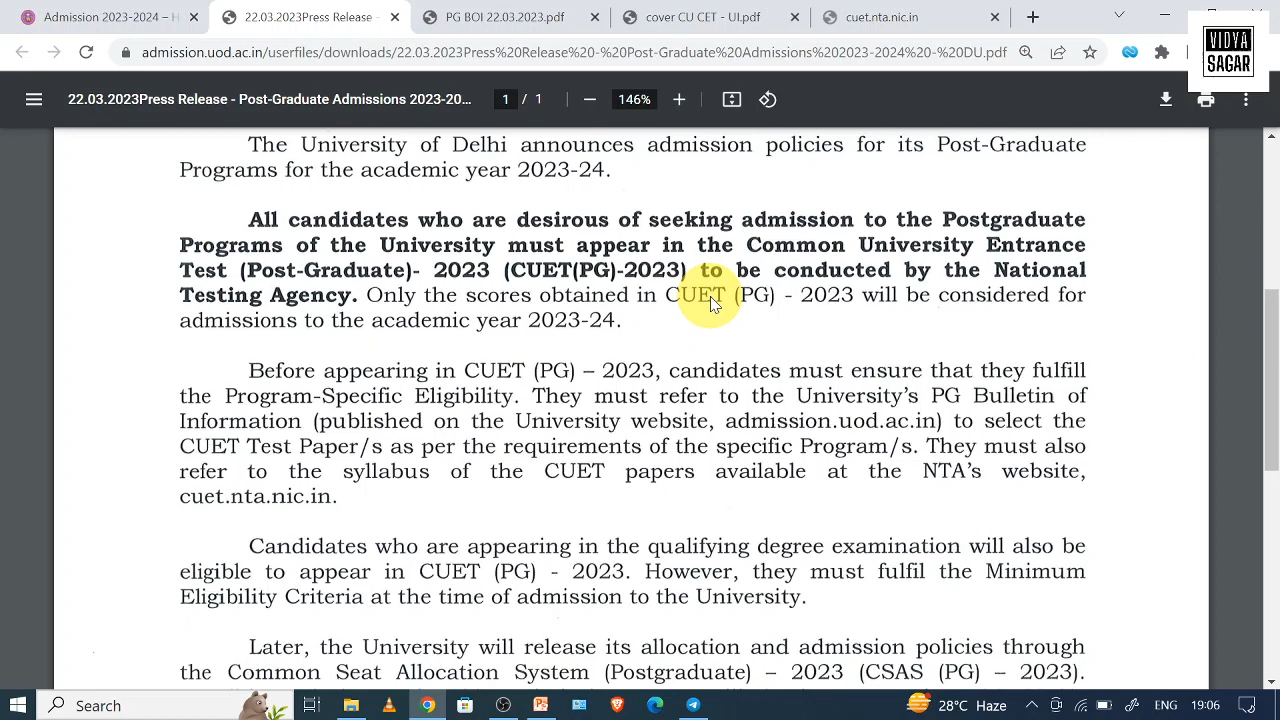 Admission 2023-2024 – H
22.03.2023Press Release -
PG BOI 22.03.2023.pdf
cover CU CET - UI.pdf
cuet.nta.nic.in
admission.uod.ac.in/userfiles/downloads/22.03.2023Press%20Release%20-%20Post-Graduate%20Admissions%202023-2024%20-%20DU.pdf
VIDYA
SAGAR
22.03.2023Press Release - Post-Graduate Admissions 2023-20...
1 / 1
146%
The University of Delhi announces admission policies for its Post-Graduate
Programs for the academic year 2023-24.
All candidates who are desirous of seeking admission to the Postgraduate
Programs of the University must appear in the Common University Entrance
Test (Post-Graduate)- 2023 (CUET(PG)-2023) to be conducted by the National
Testing Agency. Only the scores obtained in CUET (PG) - 2023 will be considered for
admissions to the academic year 2023-24.
Before appearing in CUET (PG) – 2023, candidates must ensure that they fulfill
the Program-Specific Eligibility. They must refer to the University's PG Bulletin of
Information (published on the University website, admission.uod.ac.in) to select the
CUET Test Paper/s as per the requirements of the specific Program/s. They must also
refer to the syllabus of the CUET papers available at the NTA's website,
cuet.nta.nic.in.
Candidates who are appearing in the qualifying degree examination will also be
eligible to appear in CUET (PG) - 2023. However, they must fulfil the Minimum
Eligibility Criteria at the time of admission to the University.
Later, the University will release its allocation and admission policies through
the Common Seat Allocation System (Postgraduate) – 2023 (CSAS (PG) – 2023).
Search
28°C Haze
ENG
19:06